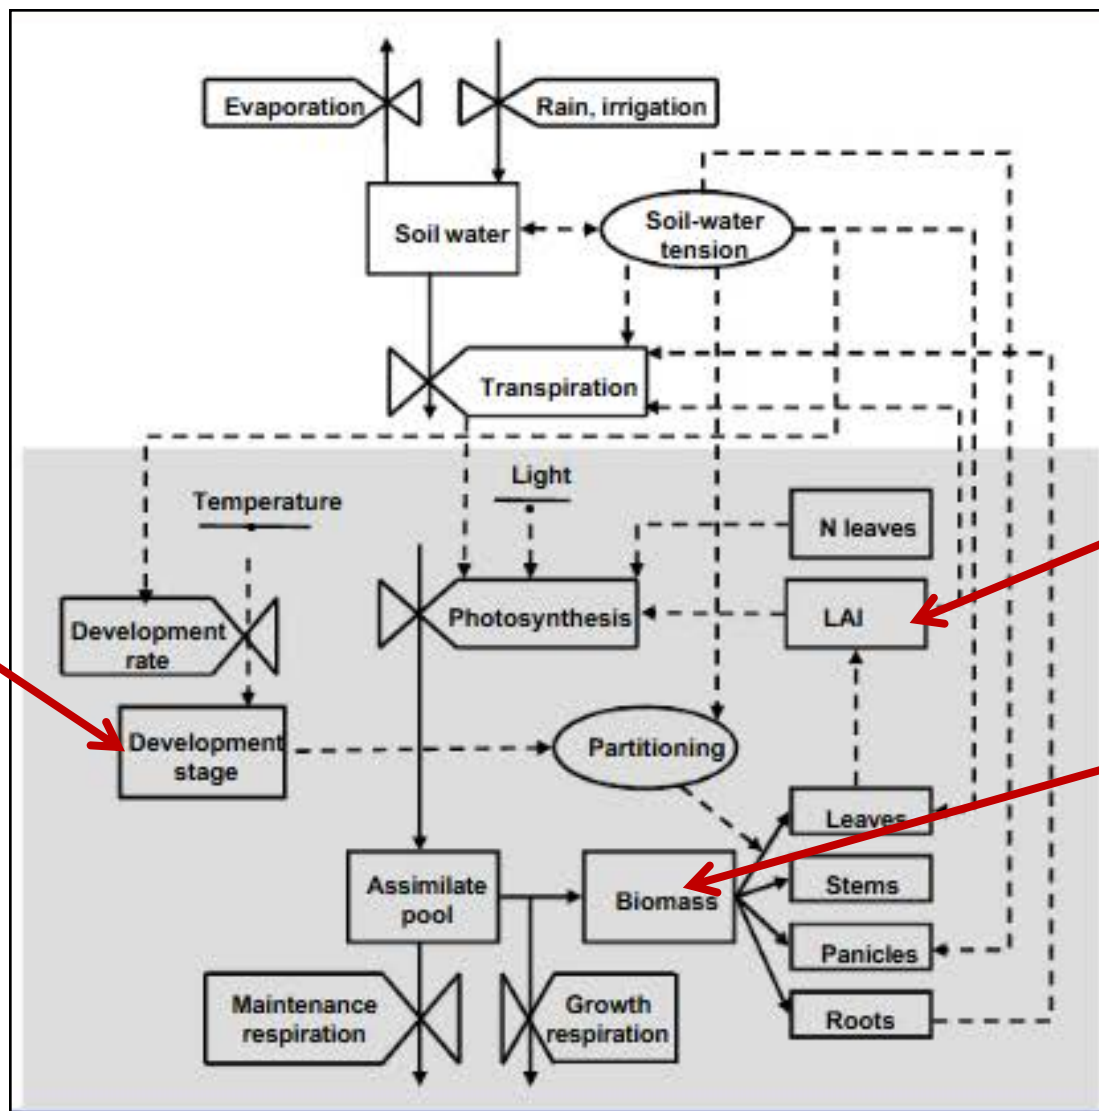 Evaporation
Rain, irrigation
Soil water
Soil-water
tension
Transpiration
Light
Temperature
N leaves
Development
rate
Photosynthesis
LAI
Development
stage
Partitioning
Leaves
Assimilate
pool
Biomass
Stems
Panicles
Maintenance
respiration
Growth
respiration
Roots